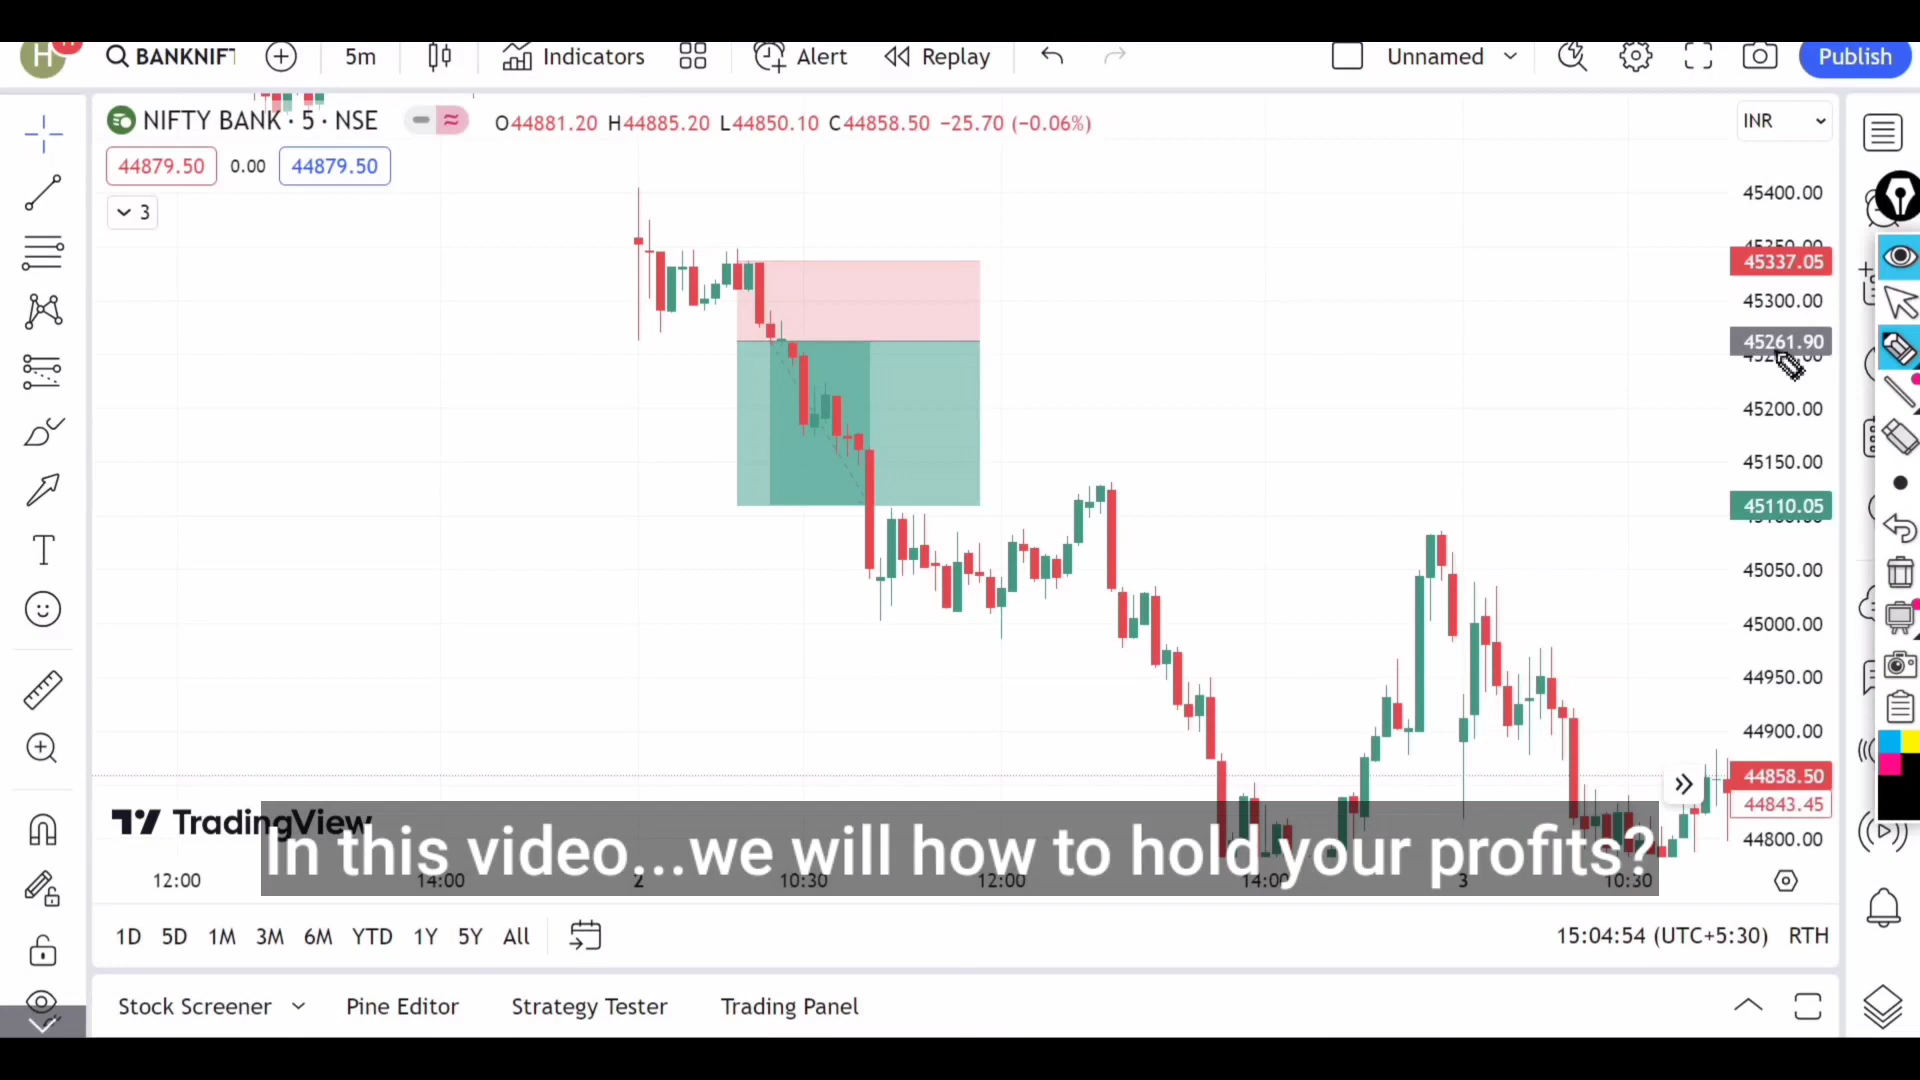 H
BANKNIF
5m
Indicators
Alert
Replay
Unnamed
Publish
NIFTY BANK · 5 · NSE
O44881.20 H44885.20 L44850.10 C44858.50 −25.70 (−0.06%)
INR
44879.50 0.00 44879.50
3
45400.00
45337.05
45300.00
45261.90
45200.00
45150.00
45110.05
45050.00
45000.00
44950.00
44900.00
44858.50
44843.45
44800.00
TradingView
In this video...we will how to hold your profits?
12:00 14:00 2 10:30 12:00 14:00 3 10:30
1D 5D 1M 3M 6M YTD 1Y 5Y All
15:04:54 (UTC+5:30) RTH
Stock Screener Pine Editor Strategy Tester Trading Panel